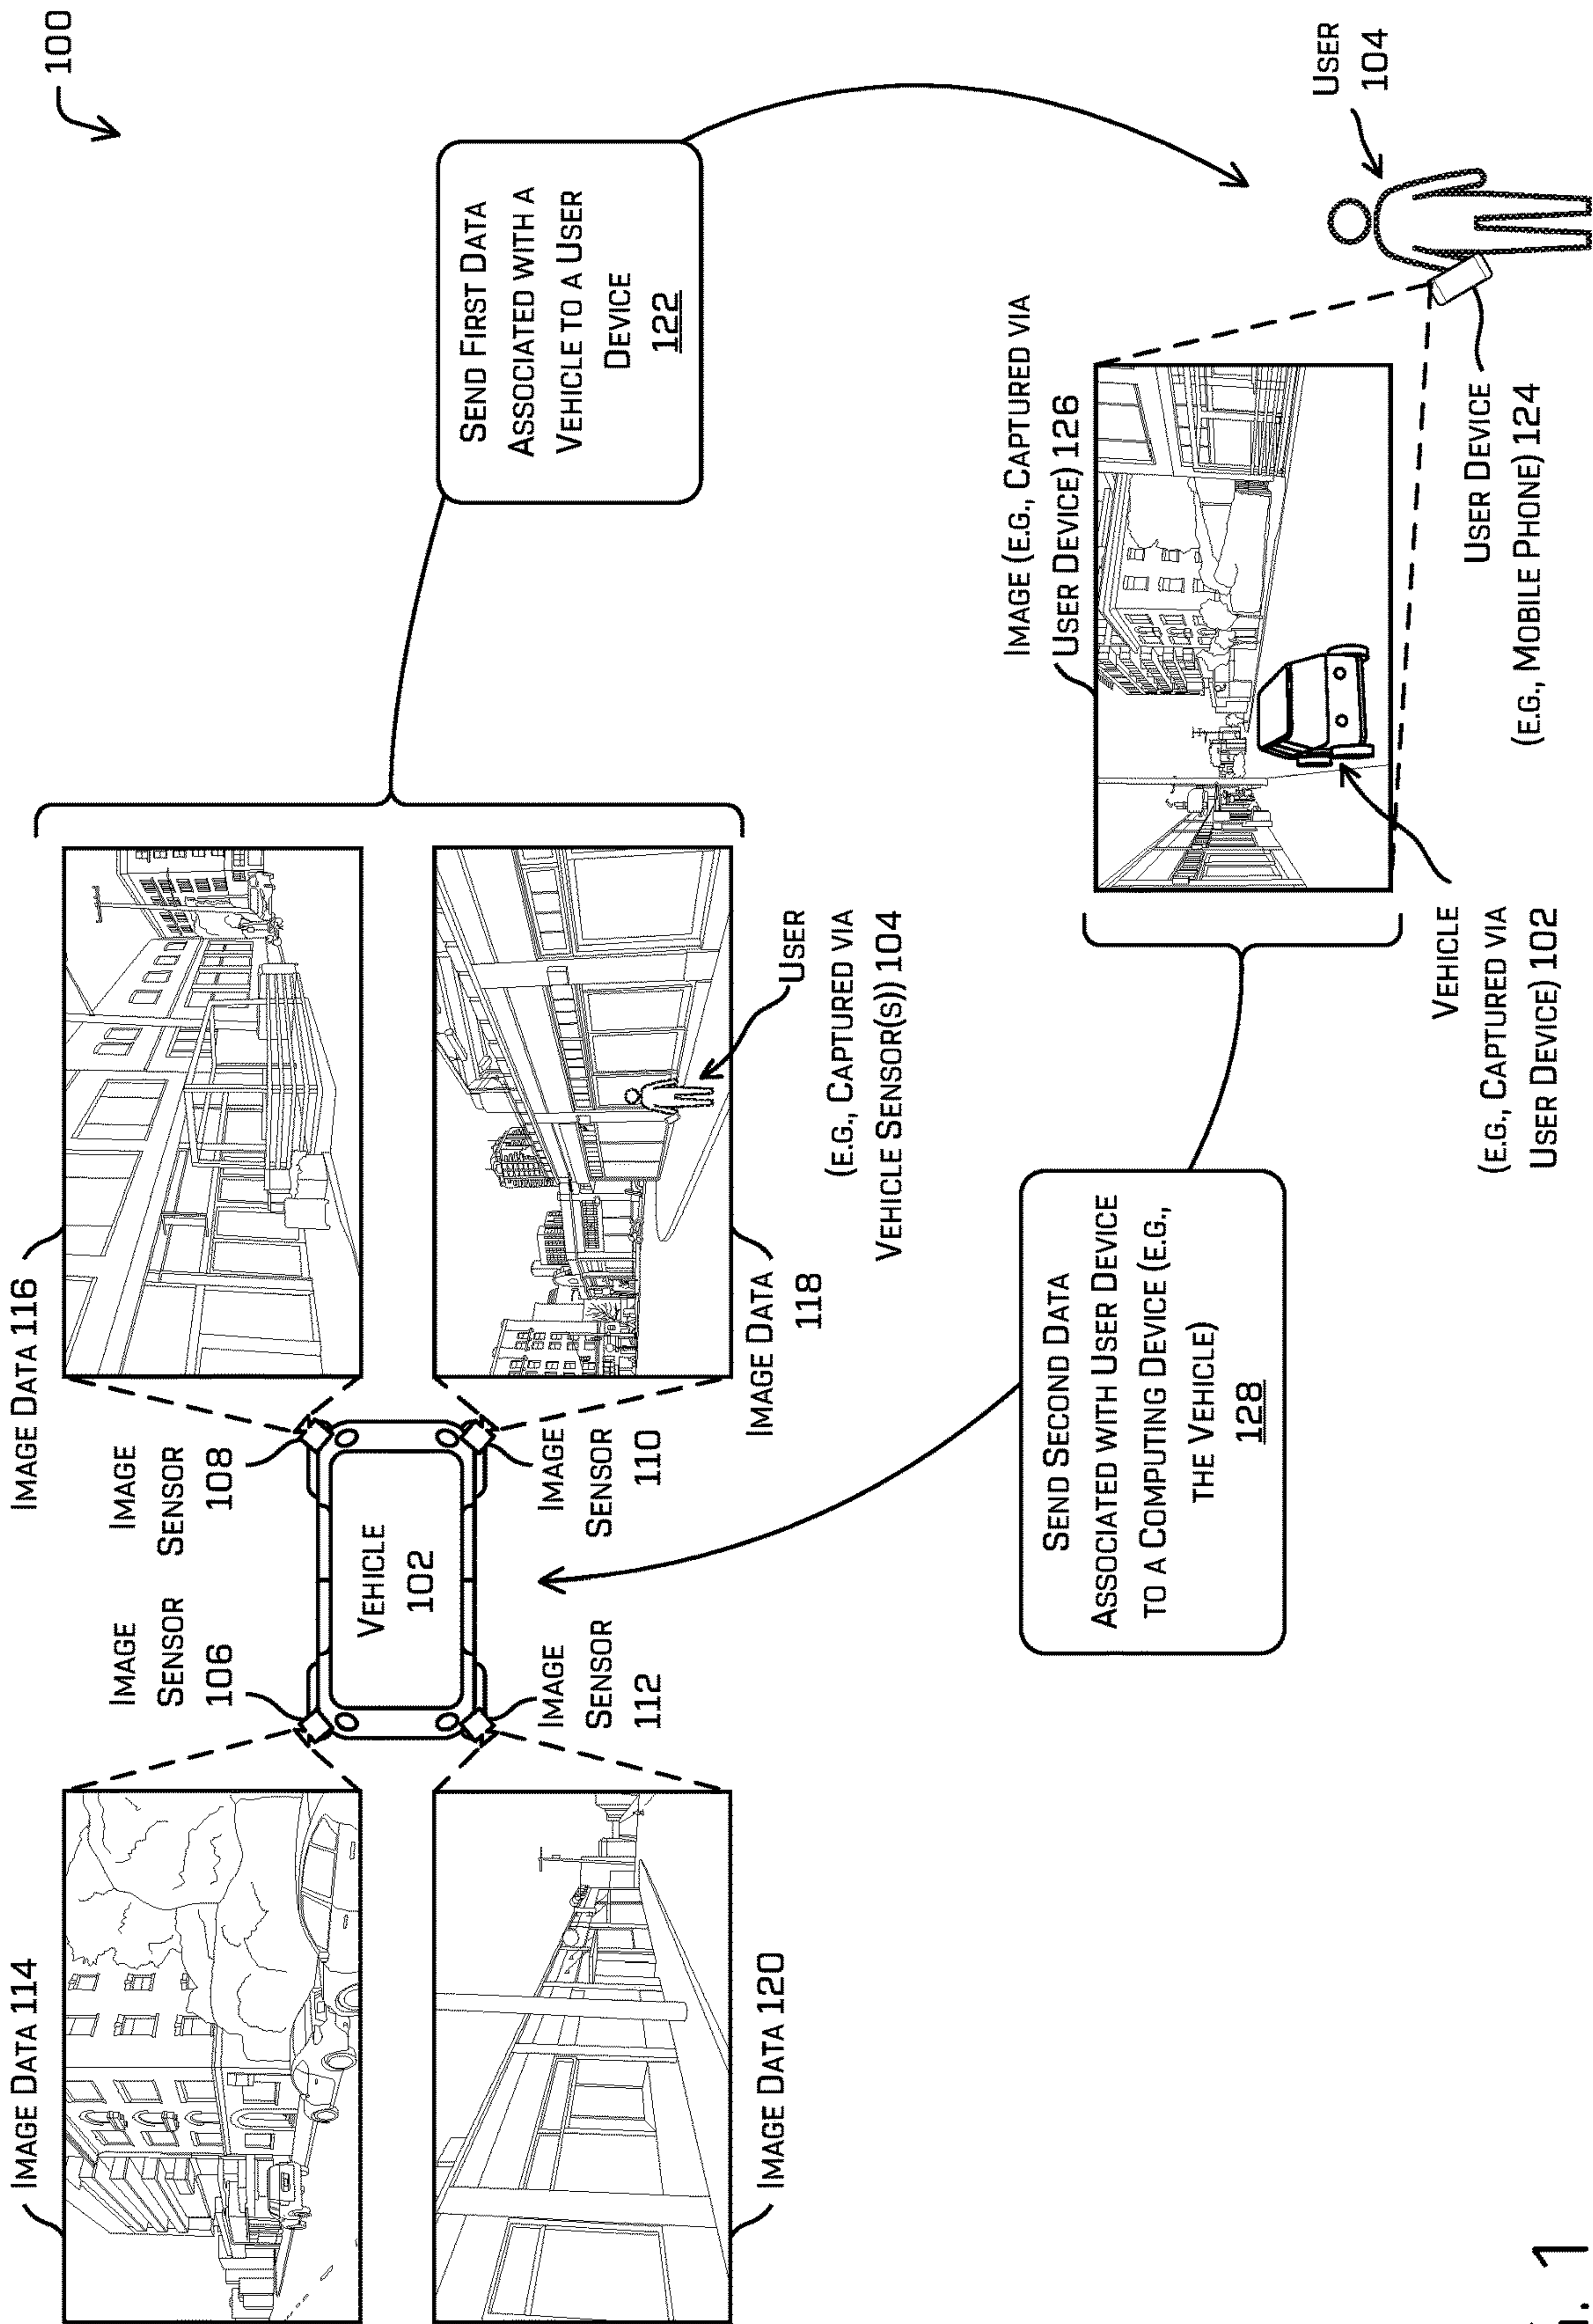 100
IMAGE DATA 114
IMAGE
SENSOR
106
IMAGE
SENSOR
108
IMAGE DATA 116
VEHICLE
102
IMAGE
SENSOR
112
IMAGE
SENSOR
110
IMAGE DATA 120
IMAGE DATA
118
USER
(E.G., CAPTURED VIA
VEHICLE SENSOR(S)) 104
SEND FIRST DATA
ASSOCIATED WITH A
VEHICLE TO A USER
DEVICE
122
SEND SECOND DATA
ASSOCIATED WITH USER DEVICE
TO A COMPUTING DEVICE (E.G.,
THE VEHICLE)
128
IMAGE (E.G., CAPTURED VIA
USER DEVICE) 126
USER
104
VEHICLE
(E.G., CAPTURED VIA
USER DEVICE) 102
USER DEVICE
(E.G., MOBILE PHONE) 124
1